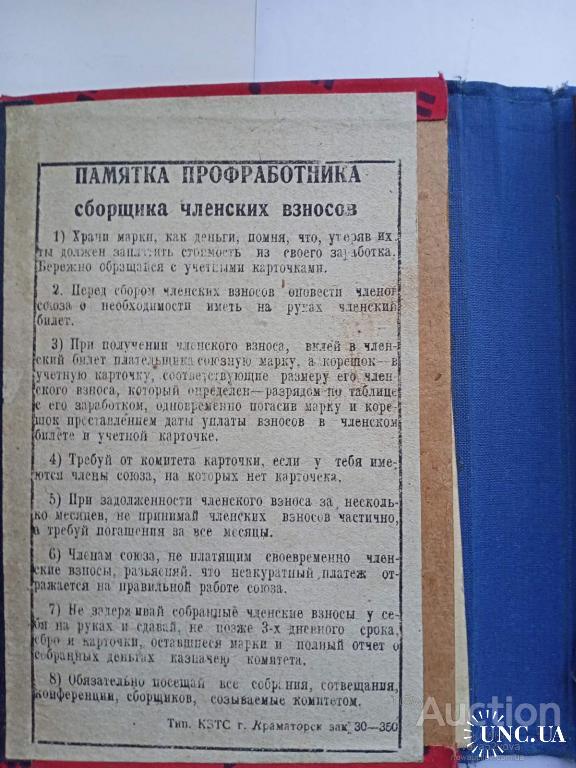 ПАМЯТКА ПРОФРАБОТНИКА
сборщика членских взносов
1) Храни марки, как деньги, помня, что, утеряв их,
ты должен заплатить стоимость из своего заработка.
Бережно обращайся с учетными карточками.
2. Перед сбором членских взносов оповести членов
союза о необходимости иметь на руках членский
билет.
3) При получении членского взноса, вклей в член-
ский билет плательщика союзную марку, а корешок—в
учетную карточку, соответствующие размеру его член-
ского взноса, который определен—разрядом по таблице
с его заработком, одновременно погасив марку и коре-
шок преставлением даты уплаты взносов в членском
билете и учетной карточке.
4) Требуй от комитета карточки, если у тебя име-
ются члены союза, на которых нет карточека.
5) При задолженности членского взноса за несколь-
ко месяцев, не принимай членских взносов частично,
а требуй погашения за все месяцы.
6) Членам союза, не платящим своевременно член-
ские взносы, разъясняй, что неаккуратный платеж от-
ражается на правильной работе союза.
7) Не задерживай собранные членские взносы у се-
бя на руках и сдавай, не позже 3-х дневного срока,
карточки, оставшиеся марки и полный отчет о
собранных деньгах казначею комитета.
8) Обязательно посещай все собрания, совещания,
конференции, сборщиков, созываемые комитетом.
Тип. КЗТС г. Краматорск зак. 30—350
Auction
UNC.UA